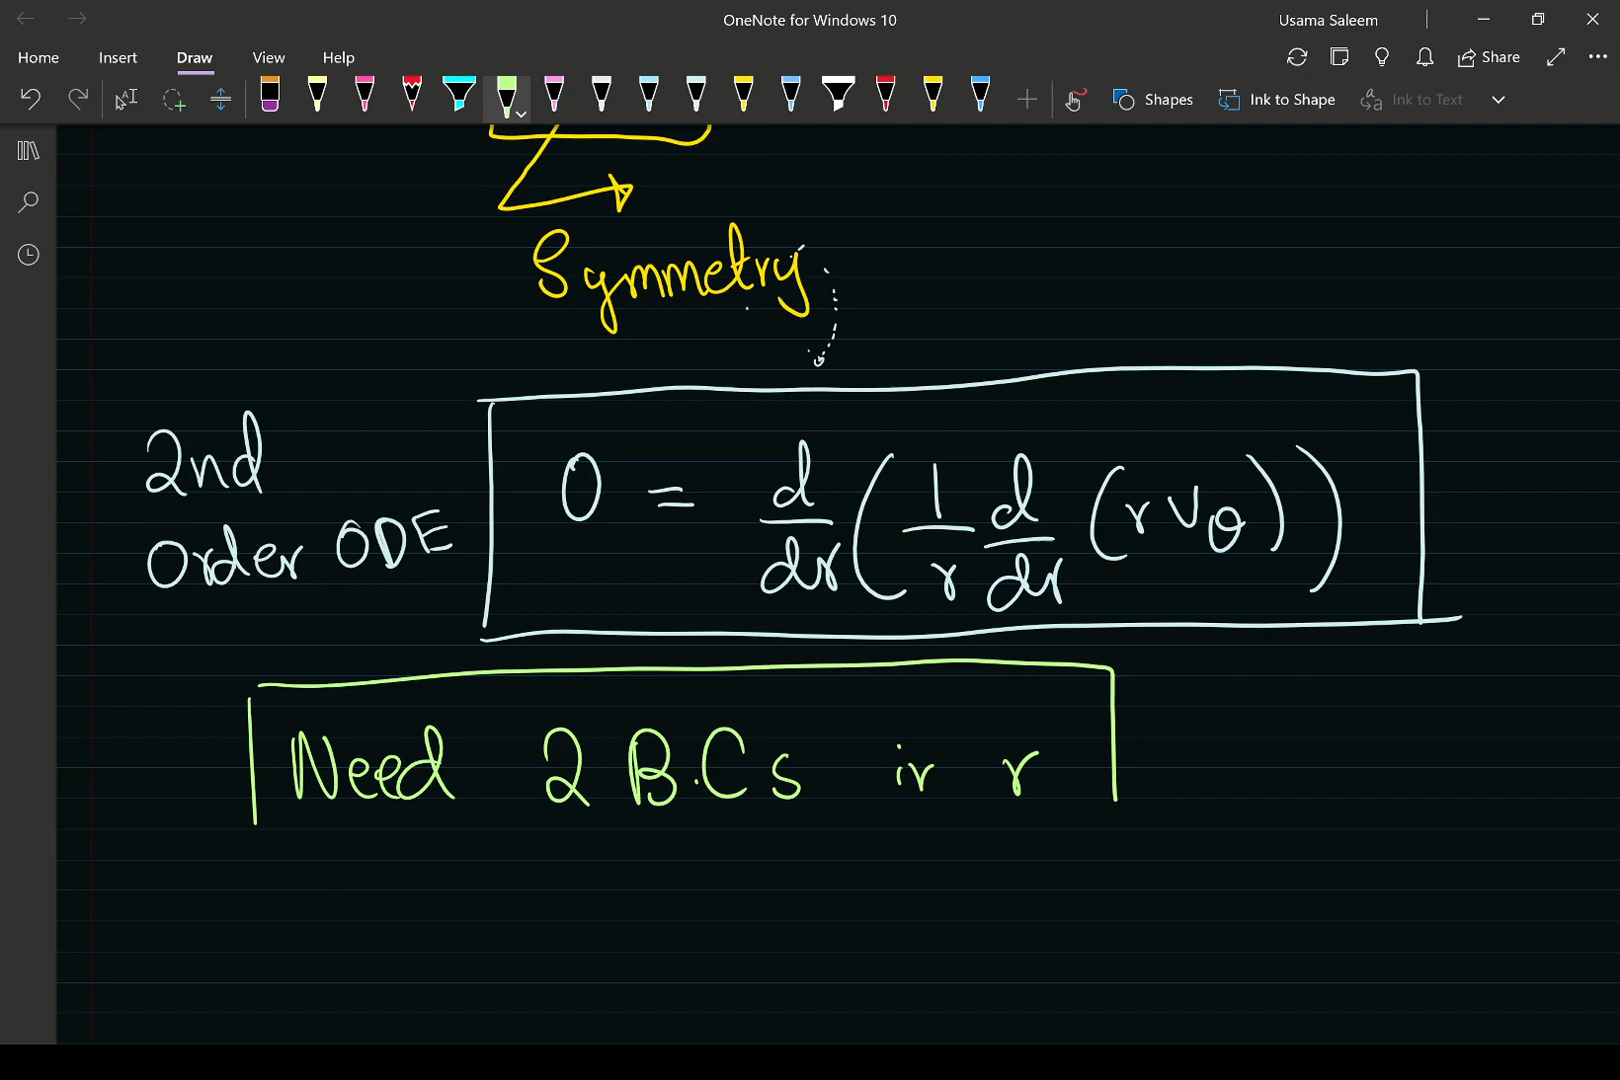 OneNote for Windows 10
Usama Saleem
Home Insert Draw View Help
Share
Shapes Ink to Shape Ink to Text
Symmetry
2nd
Order ODE
0 = d/dr (1/r d/dr (r vθ))
Need 2 B.Cs in r